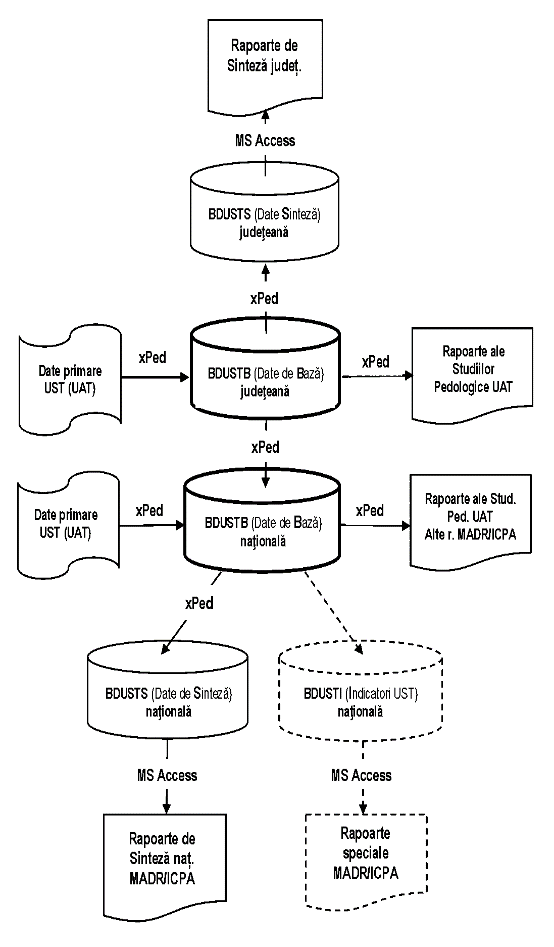 Rapoarte de
Sinteză județ.
MS Access
BDUSTS (Date Sinteză)
județeană
xPed
Date primare
UST (UAT)
xPed
BDUSTB (Date de Bază)
județeană
xPed
Rapoarte ale
Studiilor
Pedologice UAT
xPed
Date primare
UST (UAT)
xPed
BDUSTB (Date de Bază)
națională
xPed
Rapoarte ale Stud.
Ped. UAT
Alte r. MADR/ICPA
xPed
BDUSTS (Date de Sinteză)
națională
BDUSTI (Indicatori UST)
națională
MS Access
MS Access
Rapoarte de
Sinteză naț.
MADR/ICPA
Rapoarte
speciale
MADR/ICPA